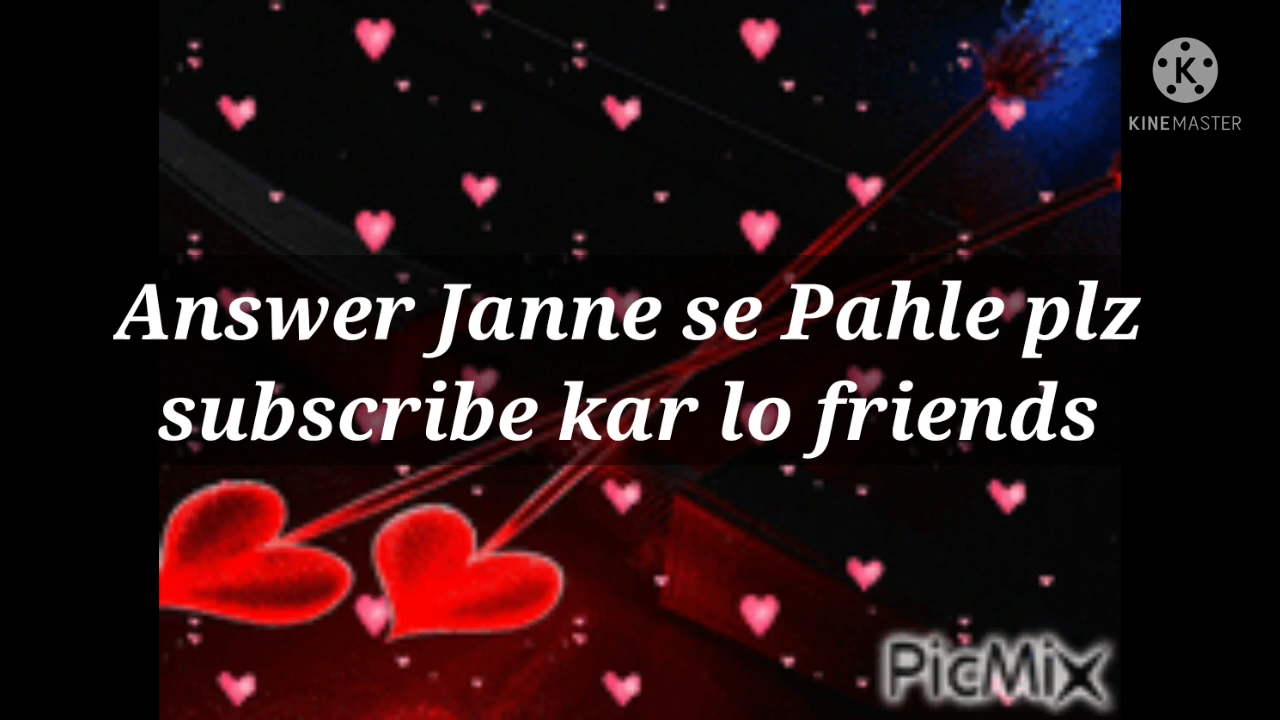 K
KINEMASTER
Answer Janne se Pahle plz
subscribe kar lo friends
PicMix